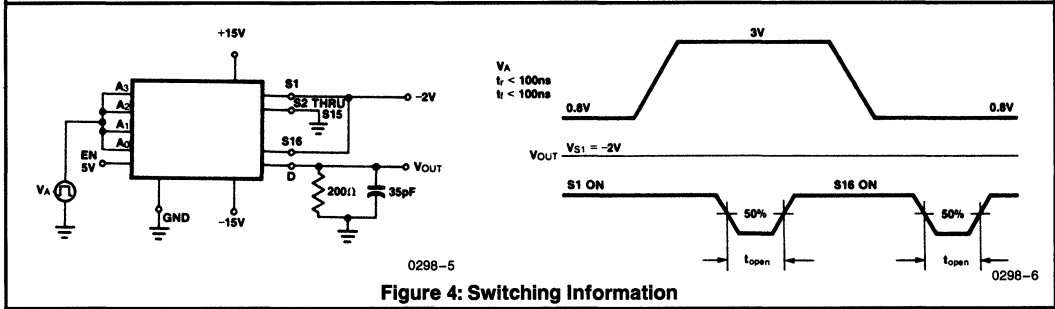 +15V
A3
A2
A1
A0
EN
5V
VA
GND
-15V
S1
S2 THRU
S15
S16
D
-2V
VOUT
200Ω
35pF
0298-5
VA
tr < 100ns
tf < 100ns
3V
0.8V
0.8V
VOUT
VS1 = -2V
S1 ON
S16 ON
50%
50%
topen
topen
0298-6
Figure 4: Switching Information